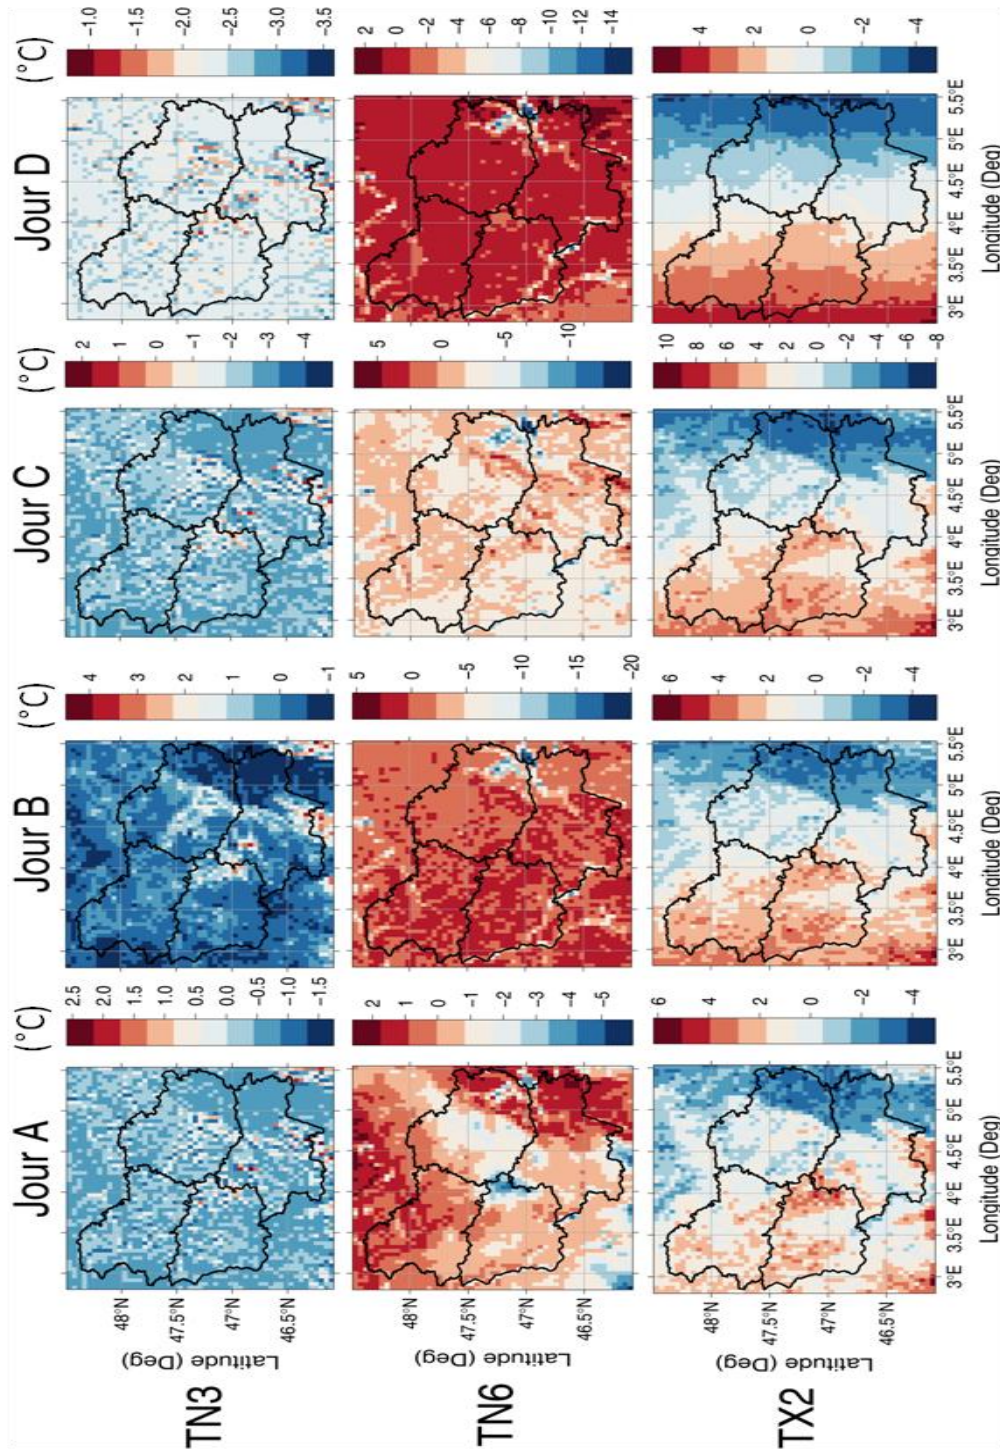 Jour A
Jour B
Jour C
Jour D
(°C)
(°C)
(°C)
(°C)
TN3
Latitude (Deg)
48°N
47.5°N
47°N
46.5°N
2.5
2.0
1.5
1.0
0.5
0.0
−0.5
−1.0
−1.5
4
3
2
1
0
−1
2
1
0
−1
−2
−3
−4
−1.0
−1.5
−2.0
−2.5
−3.0
−3.5
TN6
Latitude (Deg)
48°N
47.5°N
47°N
46.5°N
2
1
0
−1
−2
−3
−4
−5
5
0
−5
−10
−15
−20
5
0
−5
−10
2
0
−2
−4
−6
−8
−10
−12
−14
TX2
Latitude (Deg)
48°N
47.5°N
47°N
46.5°N
6
4
2
0
−2
−4
6
4
2
0
−2
−4
10
8
6
4
2
0
−2
−4
−6
−8
4
2
0
−2
−4
3°E 3.5°E 4°E 4.5°E 5°E 5.5°E
3°E 3.5°E 4°E 4.5°E 5°E 5.5°E
3°E 3.5°E 4°E 4.5°E 5°E 5.5°E
3°E 3.5°E 4°E 4.5°E 5°E 5.5°E
Longitude (Deg)
Longitude (Deg)
Longitude (Deg)
Longitude (Deg)